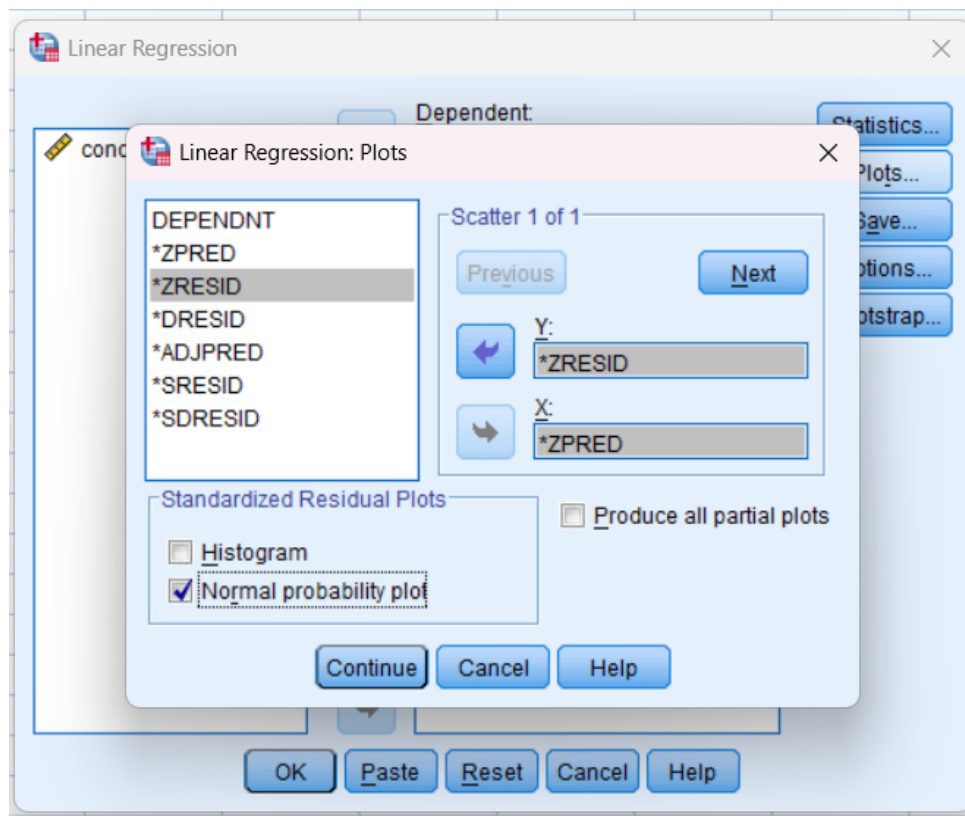 Linear Regression
Dependent:
Statistics...
Plots...
Save...
Linear Regression: Plots
DEPENDNT
*ZPRED
*ZRESID
*DRESID
*ADJPRED
*SRESID
*SDRESID
Scatter 1 of 1
Previous
Next
Y:
*ZRESID
X:
*ZPRED
Standardized Residual Plots
Histogram
Normal probability plot
Produce all partial plots
Continue
Cancel
Help
OK
Paste
Reset
Cancel
Help